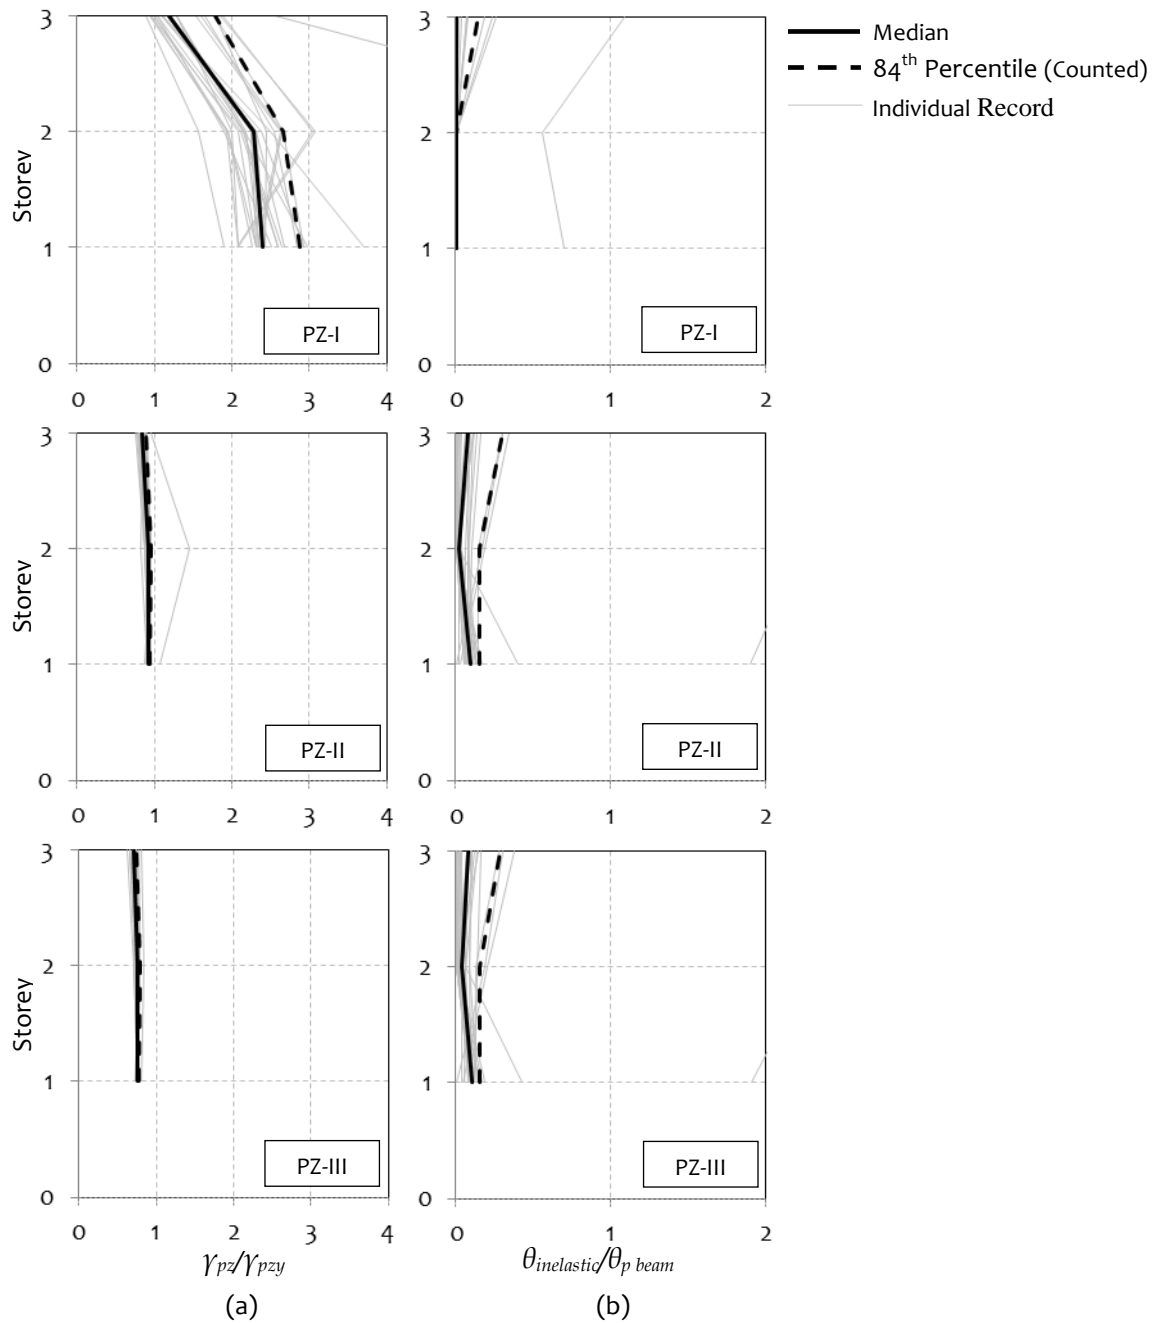 Median
84th Percentile (Counted)
Individual Record
3
2
1
0
Storey
PZ-I
0 1 2 3 4
3
2
1
0
PZ-I
0 1 2
3
2
1
0
Storey
PZ-II
0 1 2 3 4
3
2
1
0
PZ-II
0 1 2
3
2
1
0
Storey
PZ-III
0 1 2 3 4
γpz/γpzy
(a)
3
2
1
0
PZ-III
0 1 2
θinelastic/θp beam
(b)